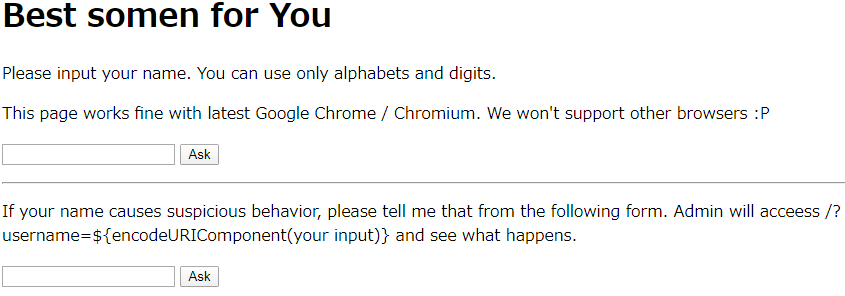 Best somen for You
Please input your name. You can use only alphabets and digits.
This page works fine with latest Google Chrome / Chromium. We won't support other browsers :P
Ask
If your name causes suspicious behavior, please tell me that from the following form. Admin will acceess /?
username=${encodeURIComponent(your input)} and see what happens.
Ask